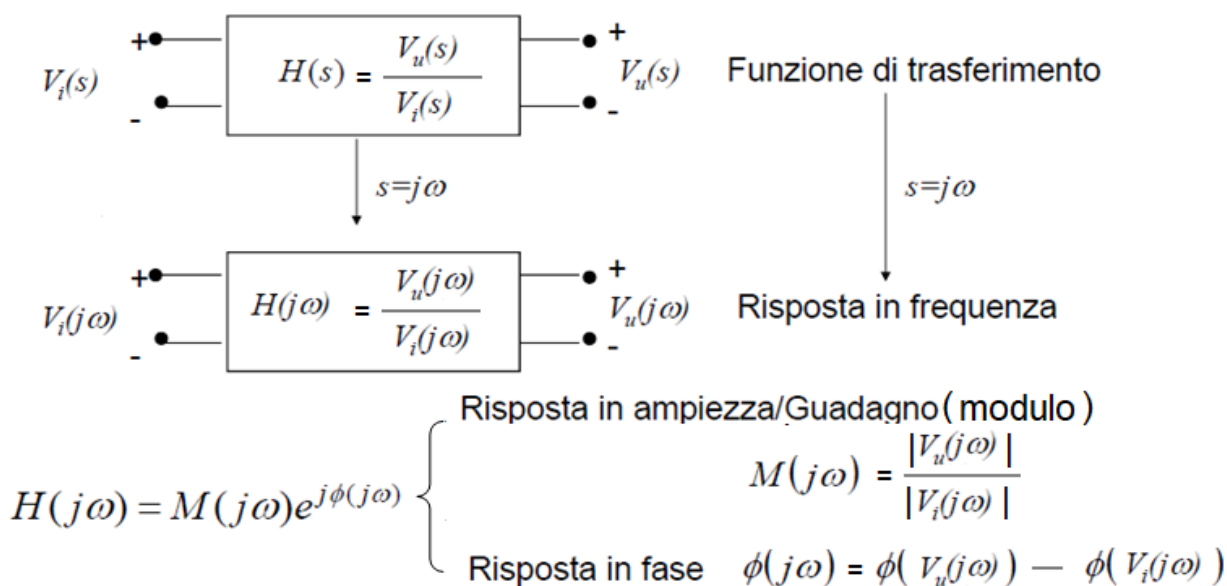 + +
V_i(s) H(s) = V_u(s) / V_i(s) V_u(s) Funzione di trasferimento
- -
s=jω s=jω
+ +
V_i(jω) H(jω) = V_u(jω) / V_i(jω) V_u(jω) Risposta in frequenza
- -
Risposta in ampiezza/Guadagno(modulo)
M(jω) = |V_u(jω)| / |V_i(jω)|
H(jω) = M(jω)e^{jϕ(jω)}
Risposta in fase ϕ(jω) = ϕ( V_u(jω) ) — ϕ( V_i(jω) )